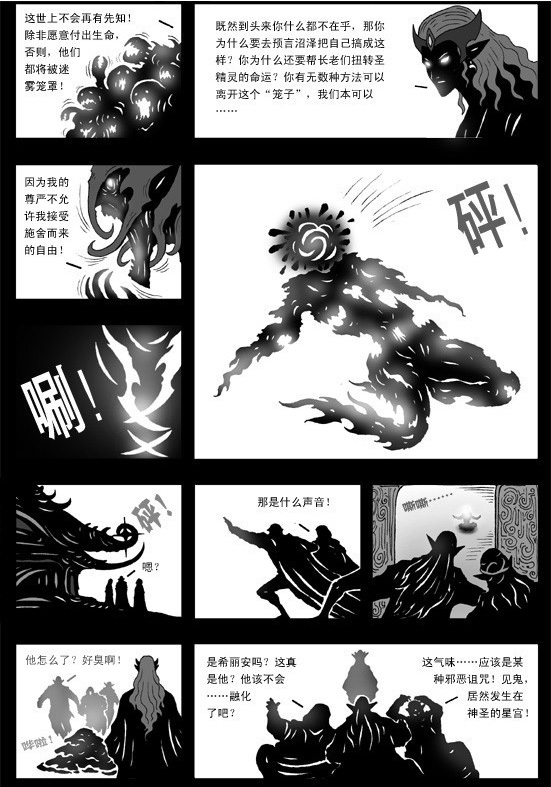 这世上不会再有先知！
除非愿意付出生命，
否则，他们
都将被迷
雾笼罩！
既然到头来你什么都不在乎，那你
为什么要去预言沼泽把自己搞成这
样？你为什么还要帮长老们扭转圣
精灵的命运？你有无数种方法可以
离开这个“笼子”，我们本可以
……
因为我的
尊严不允
许我接受
施舍而来
的自由！
砰！
唰！
砰！
嗯？
那是什么声音！
嘶嘶……
他怎么了？好臭啊！
哗啦！
是希丽安吗？这真
是他？他该不会
……融化
了吧？
这气味……应该是某
种邪恶诅咒！见鬼，
居然发生在
神圣的星宫！